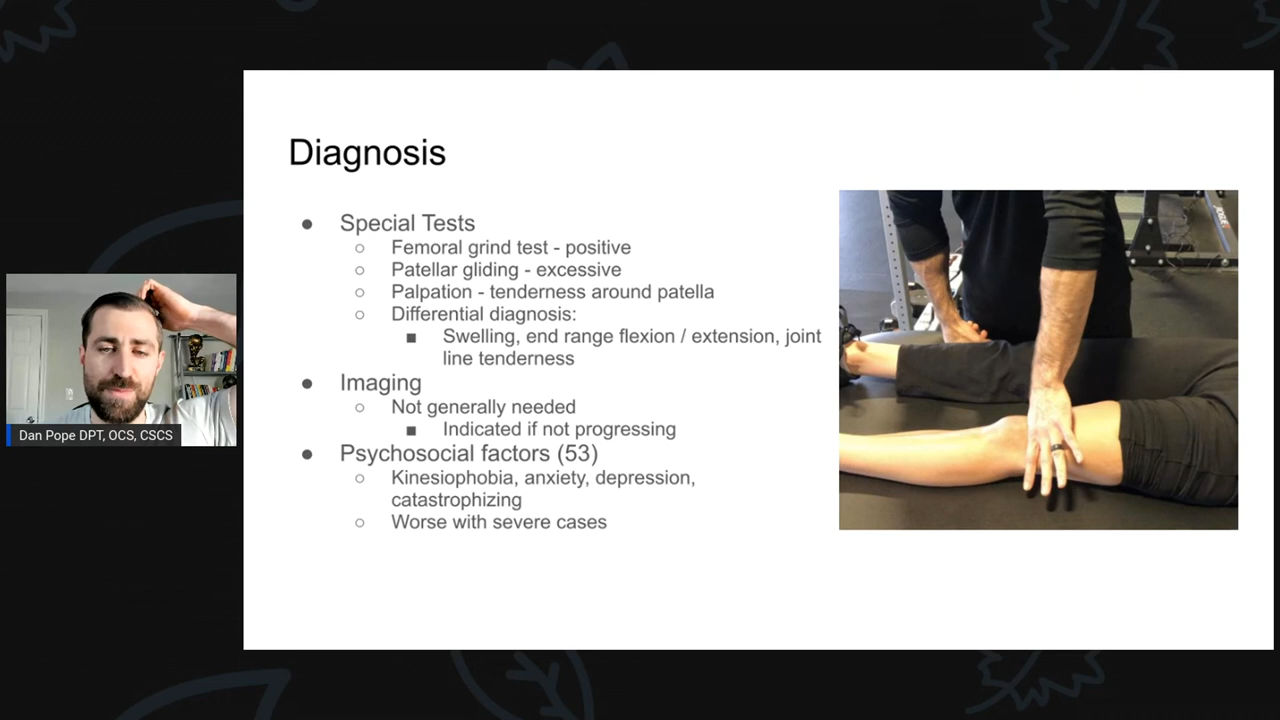 Diagnosis
● Special Tests
○ Femoral grind test - positive
○ Patellar gliding - excessive
○ Palpation - tenderness around patella
○ Differential diagnosis:
■ Swelling, end range flexion / extension, joint
line tenderness
● Imaging
○ Not generally needed
■ Indicated if not progressing
● Psychosocial factors (53)
○ Kinesiophobia, anxiety, depression,
catastrophizing
○ Worse with severe cases
Dan Pope DPT, OCS, CSCS